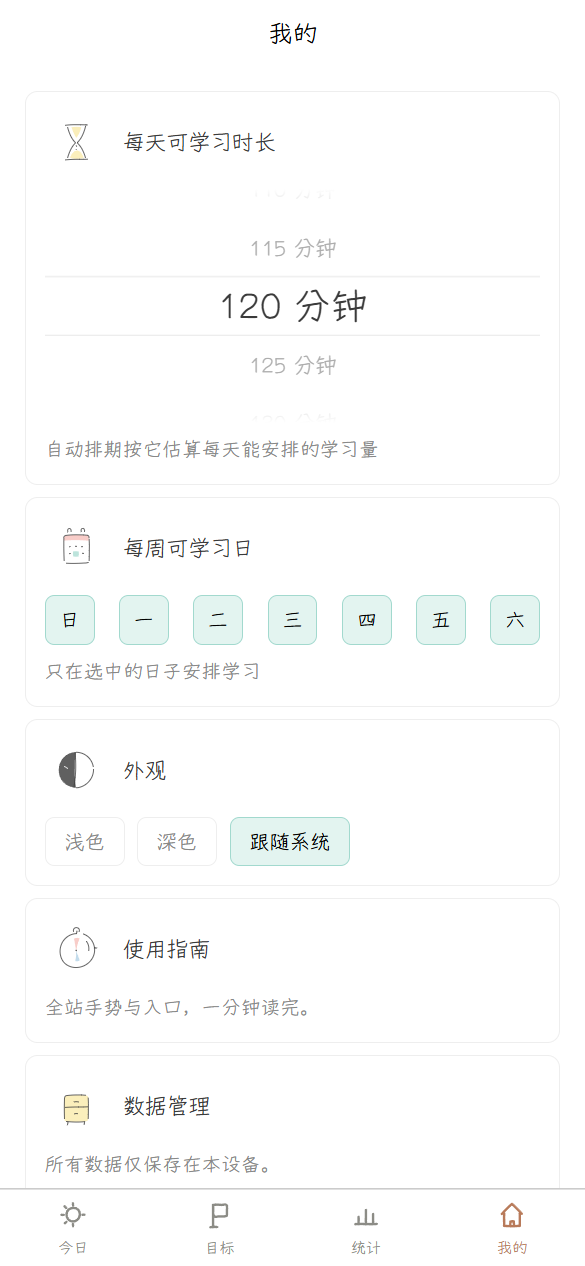 我的
每天可学习时长
115 分钟
120 分钟
125 分钟
自动排期按它估算每天能安排的学习量
每周可学习日
日 一 二 三 四 五 六
只在选中的日子安排学习
外观
浅色 深色 跟随系统
使用指南
全站手势与入口，一分钟读完。
数据管理
所有数据仅保存在本设备。
今日 目标 统计 我的